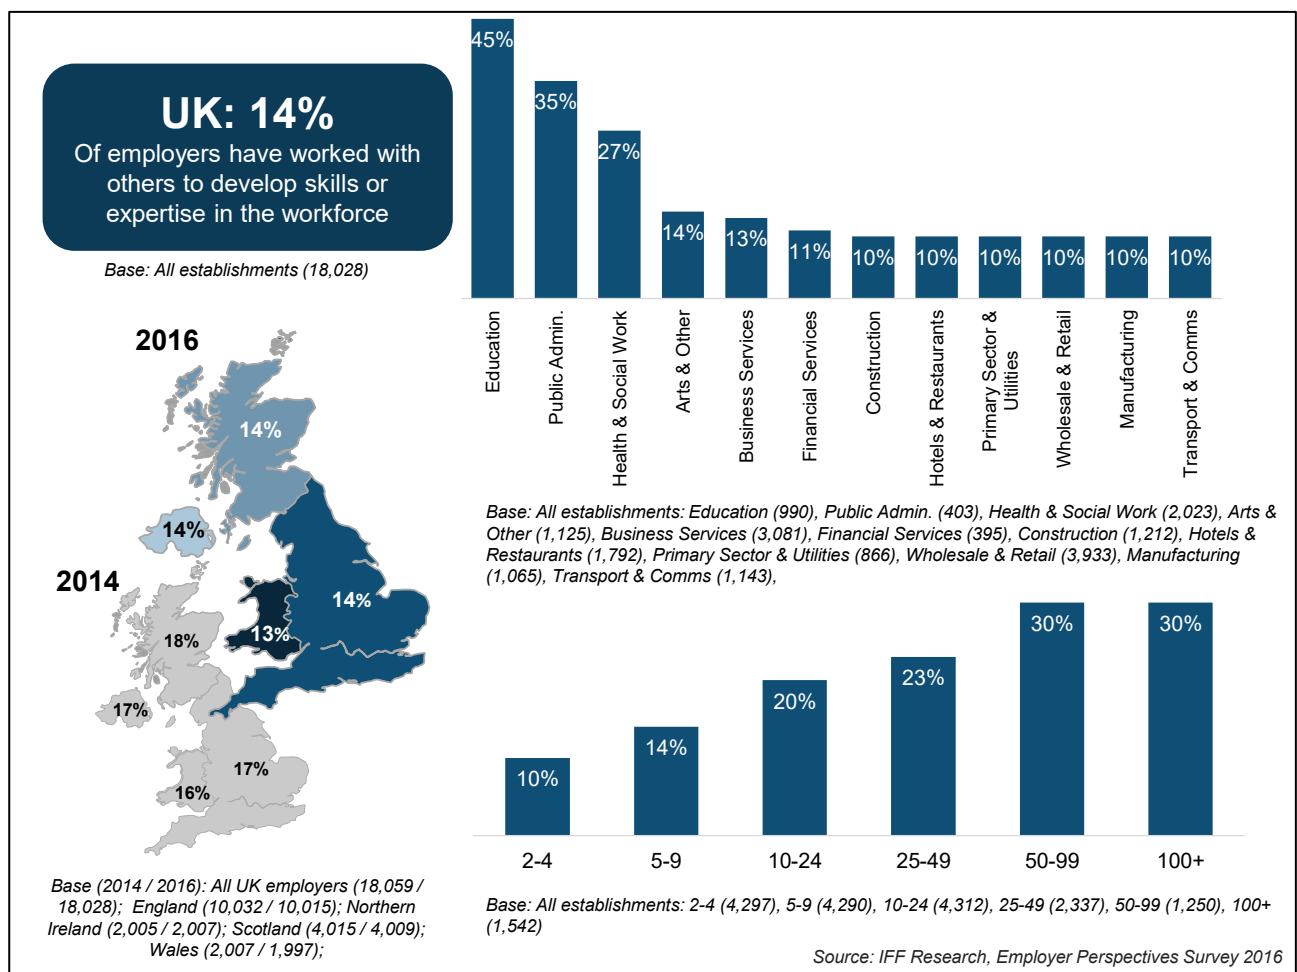 UK: 14%
Of employers have worked with
others to develop skills or
expertise in the workforce
Base: All establishments (18,028)
45%
35%
27%
14%
13%
11%
10%
10%
10%
10%
10%
10%
Education
Public Admin.
Health & Social Work
Arts & Other
Business Services
Financial Services
Construction
Hotels & Restaurants
Primary Sector &
Utilities
Wholesale & Retail
Manufacturing
Transport & Comms
Base: All establishments: Education (990), Public Admin. (403), Health & Social Work (2,023), Arts &
Other (1,125), Business Services (3,081), Financial Services (395), Construction (1,212), Hotels &
Restaurants (1,792), Primary Sector & Utilities (866), Wholesale & Retail (3,933), Manufacturing
(1,065), Transport & Comms (1,143),
2016
14%
14%
14%
13%
2014
18%
17%
17%
16%
Base (2014 / 2016): All UK employers (18,059 /
18,028);  England (10,032 / 10,015); Northern
Ireland (2,005 / 2,007); Scotland (4,015 / 4,009);
Wales (2,007 / 1,997);
10%
14%
20%
23%
30%
30%
2-4
5-9
10-24
25-49
50-99
100+
Base: All establishments: 2-4 (4,297), 5-9 (4,290), 10-24 (4,312), 25-49 (2,337), 50-99 (1,250), 100+
(1,542)
Source: IFF Research, Employer Perspectives Survey 2016